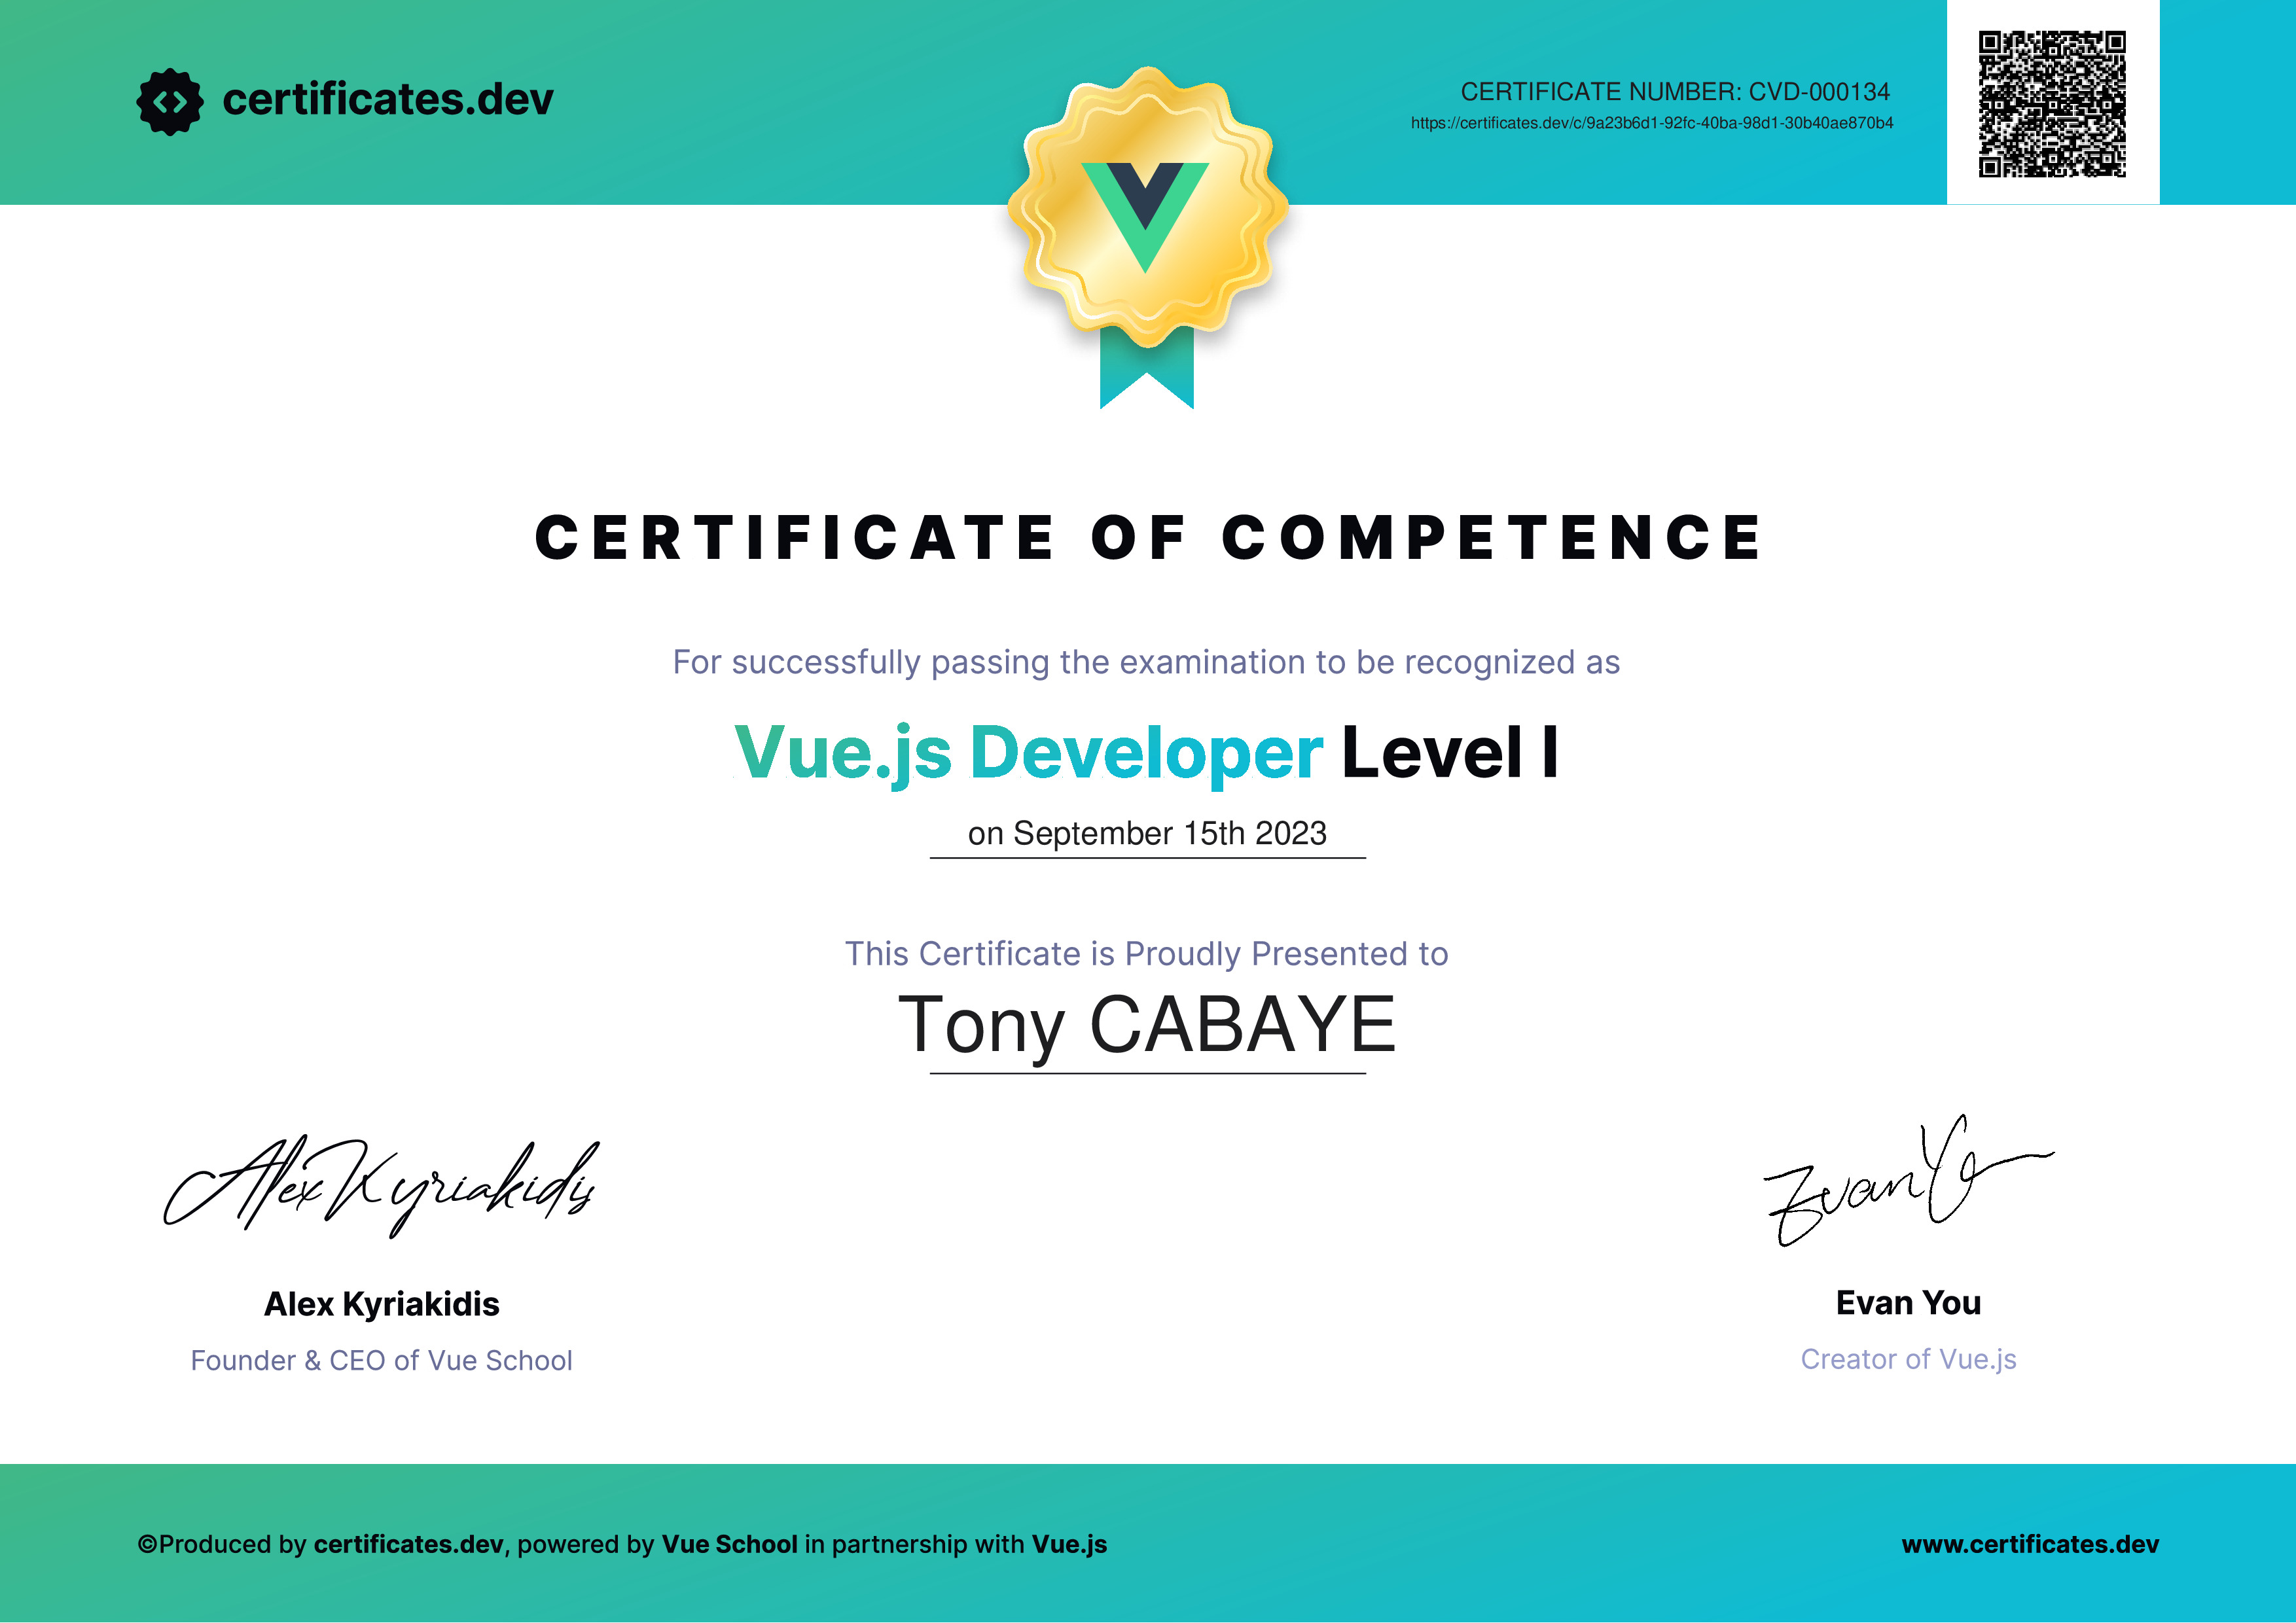 certificates.dev
CERTIFICATE NUMBER: CVD-000134
https://certificates.dev/c/9a23b6d1-92fc-40ba-98d1-30b40ae870b4
CERTIFICATE OF COMPETENCE
For successfully passing the examination to be recognized as
Vue.js Developer Level I
on September 15th 2023
This Certificate is Proudly Presented to
Tony CABAYE
Alex Kyriakidis
Evan You
Alex Kyriakidis
Evan You
Founder & CEO of Vue School
Creator of Vue.js
©Produced by certificates.dev, powered by Vue School in partnership with Vue.js
www.certificates.dev